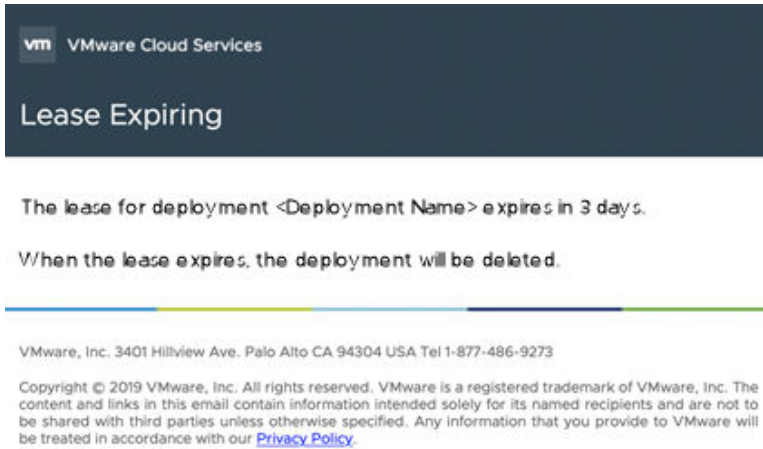 vm VMware Cloud Services
Lease Expiring
The lease for deployment <Deployment Name> expires in 3 days.
When the lease expires, the deployment will be deleted.
VMware, Inc. 3401 Hillview Ave. Palo Alto CA 94304 USA Tel 1-877-486-9273
Copyright © 2019 VMware, Inc. All rights reserved. VMware is a registered trademark of VMware, Inc. The
content and links in this email contain information intended solely for its named recipients and are not to
be shared with third parties unless otherwise specified. Any information that you provide to VMware will
be treated in accordance with our Privacy Policy.